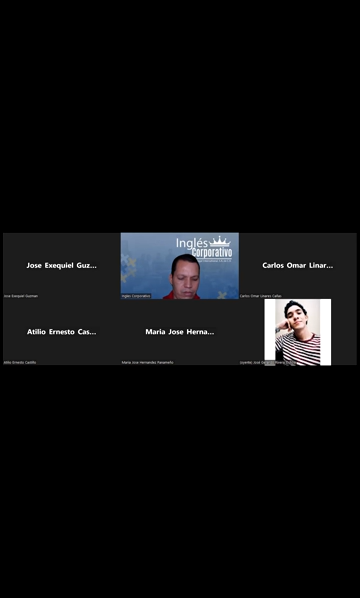 Jose Exequiel Guz...
Jose Exequiel Guzman
Inglés
Corporativo
Inglés Corporativo
Carlos Omar Linar...
Carlos Omar Linares Cañas
Atilio Ernesto Cas...
Atilio Ernesto Castillo
Maria Jose Herna...
Maria Jose Hernandez